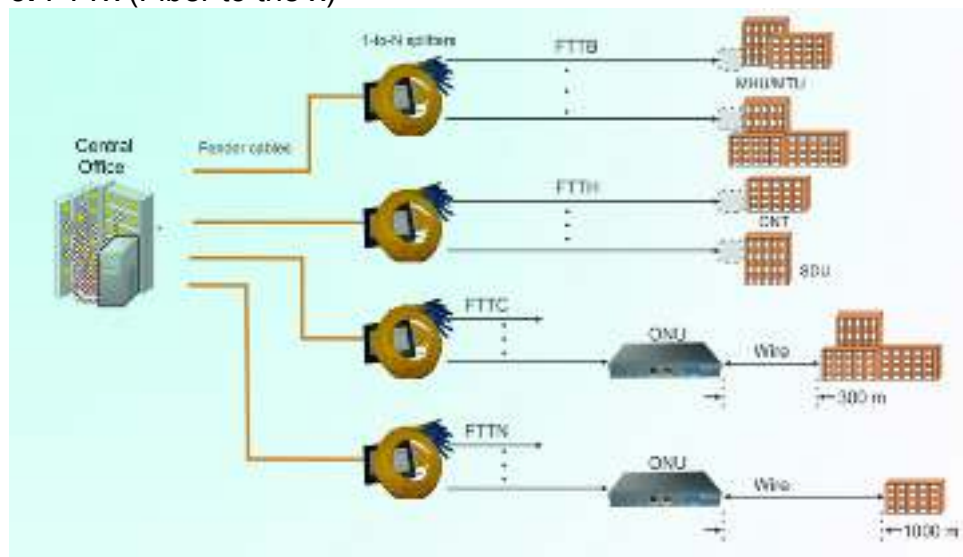 FTTx (Fiber to the x)
1-to-N splitters
FTTB
MHU/MTU
Central
Office
Feeder cables
FTTH
ONT
SDU
FTTC
ONU
Wire
300 m
FTTN
ONU
Wire
1000 m